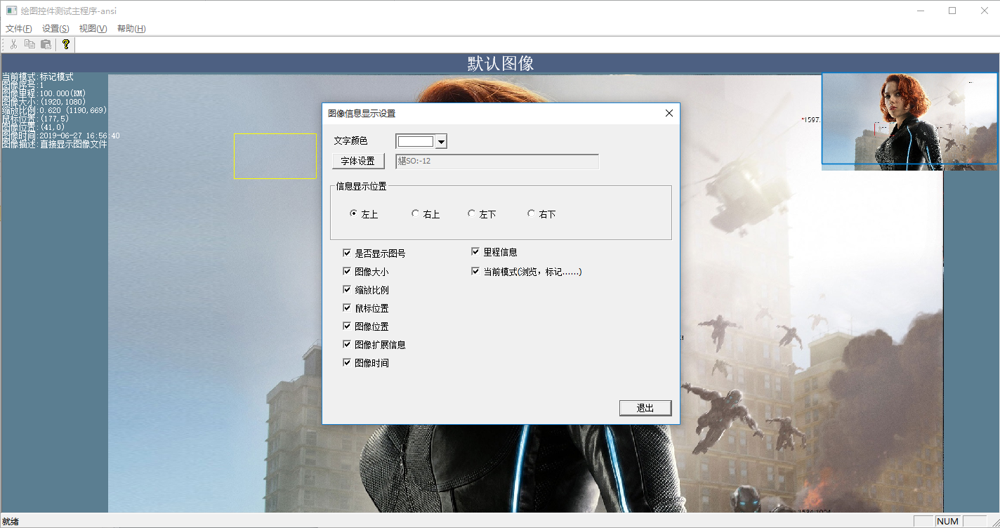 绘图控件测试主程序-ansi
文件(F) 设置(S) 视图(V) 帮助(H)
默认图像
当前模式:标记模式
图像序号:1
图像里程:100.000(KM)
图像大小:(1920,1080)
缩放比例:0.620 (1190,669)
鼠标位置:(177,5)
图像位置:(41,0)
图像时间:2019-06-27 16:56:40
图像描述:直接显示图像文件
*1597.
图像信息显示设置
文字颜色
字体设置 媅SO:-12
信息显示位置
左上 右上 左下 右下
是否显示图号 里程信息
图像大小 当前模式(浏览，标记......)
缩放比例
鼠标位置
图像位置
图像扩展信息
图像时间
退出
就绪 NUM